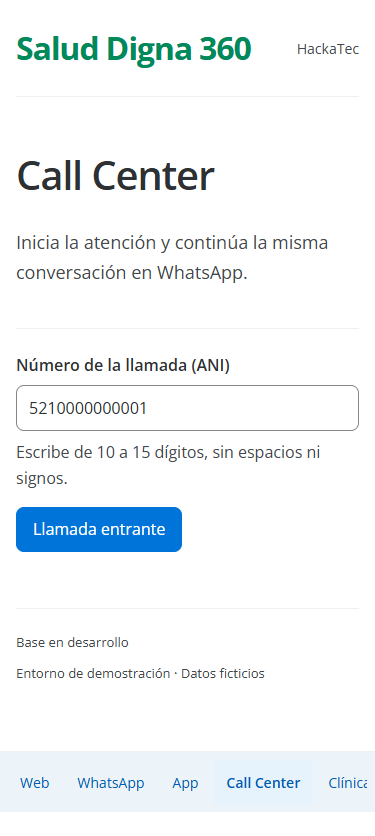 Salud Digna 360
HackaTec
Call Center
Inicia la atención y continúa la misma
conversación en WhatsApp.
Número de la llamada (ANI)
5210000000001
Escribe de 10 a 15 dígitos, sin espacios ni
signos.
Llamada entrante
Base en desarrollo
Entorno de demostración · Datos ficticios
Web WhatsApp App Call Center Clínica